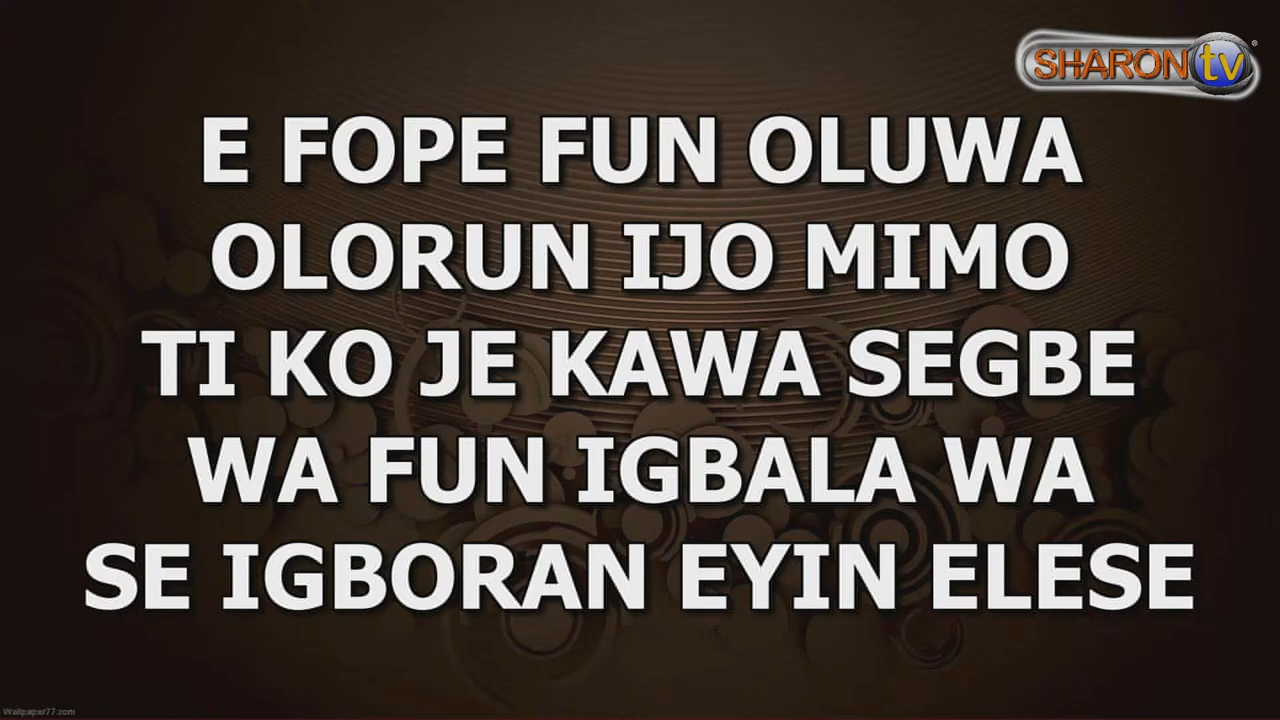 SHARON tv®
E FOPE FUN OLUWA
OLORUN IJO MIMO
TI KO JE KAWA SEGBE
WA FUN IGBALA WA
SE IGBORAN EYIN ELESE
Wallpaper77.com